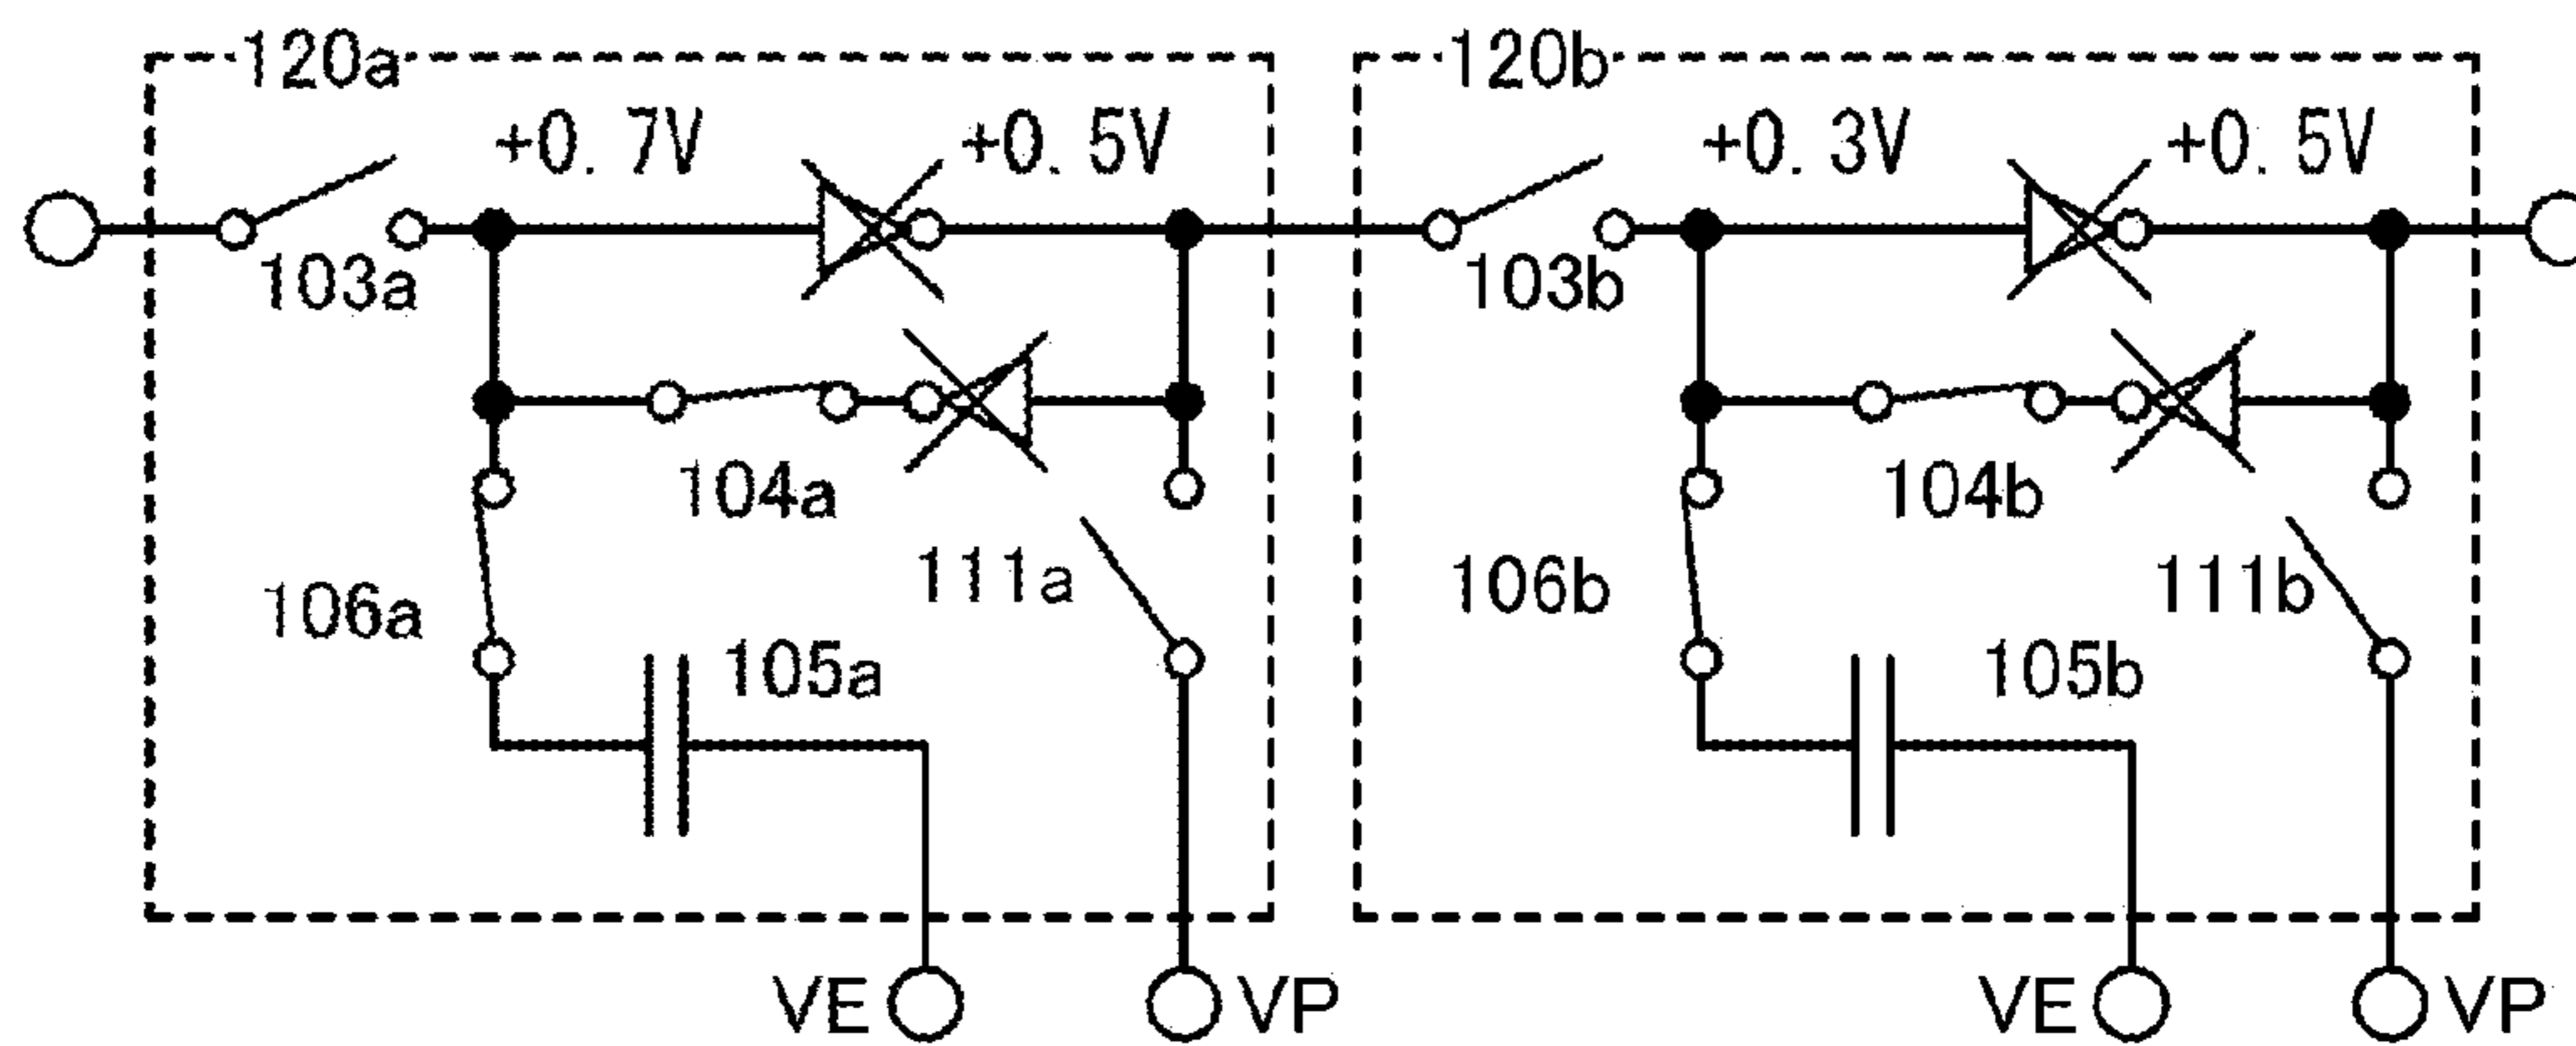 120a 120b
+0. 7V +0. 5V +0. 3V +0. 5V
103a 103b
104a 104b
111a 106b 111b
106a
105a 105b
VE VP VE VP